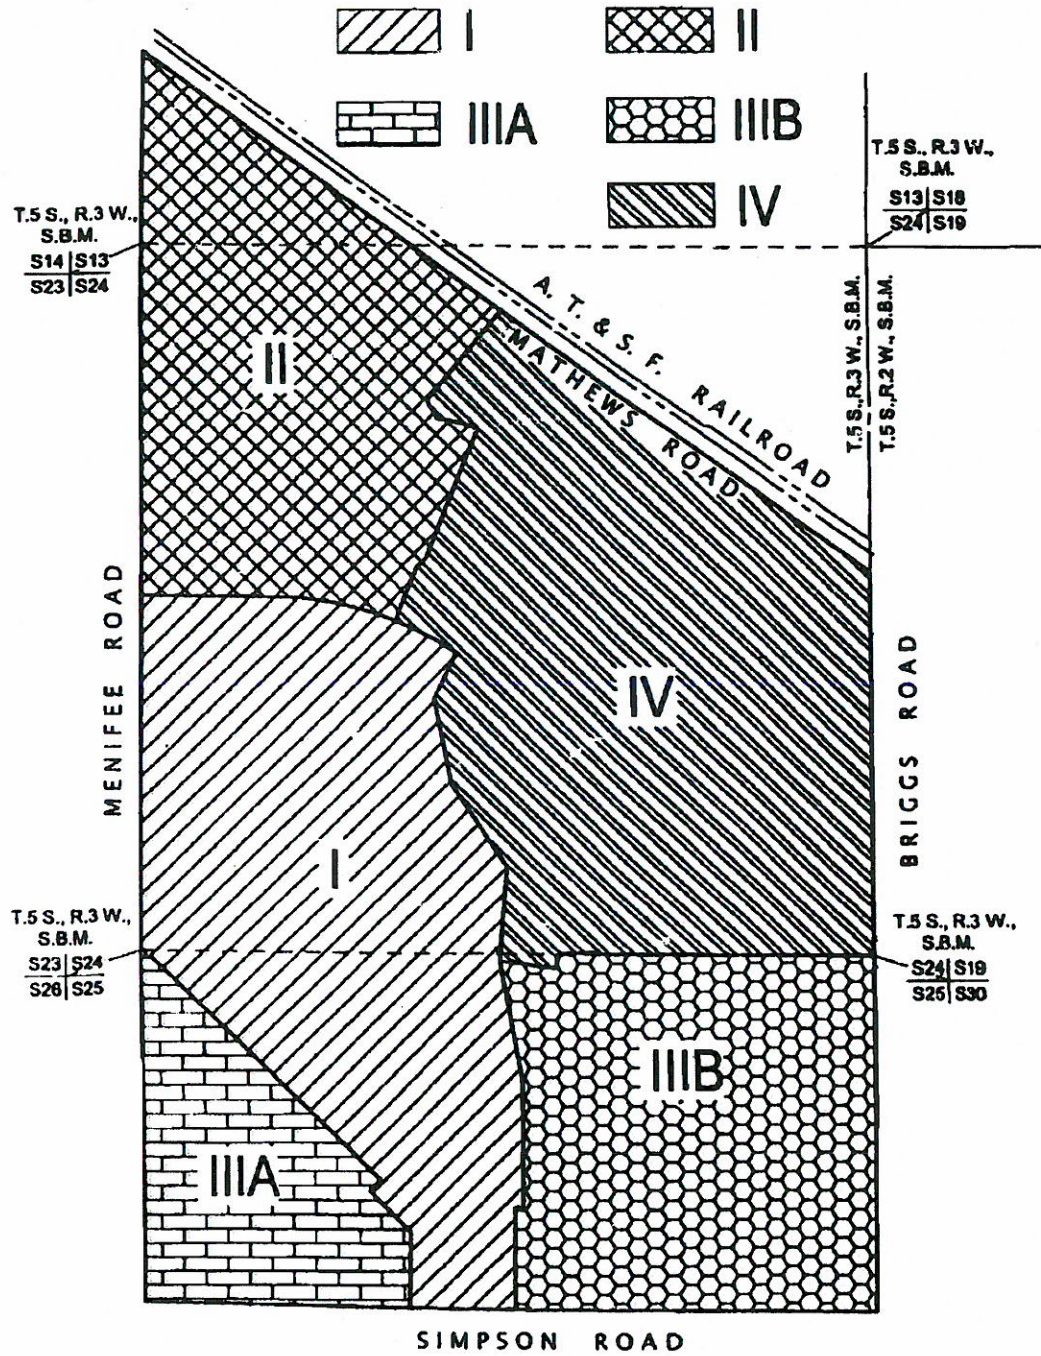 I
II
IIIA
IIIB
IV
T.5 S., R.3 W.,
S.B.M.
S13 S18
S24 S19
T.5 S., R.3 W.,
S.B.M.
S14 S13
S23 S24
A. T. & S. F. RAILROAD
MATHEWS ROAD
T.5 S., R.3 W., S.B.M.
T.5 S., R.2 W., S.B.M.
II
MENIFEE ROAD
IV
BRIGGS ROAD
I
T.5 S., R.3 W.,
S.B.M.
S23 S24
S26 S25
T.5 S., R.3 W.,
S.B.M.
S24 S19
S25 S30
IIIB
IIIA
SIMPSON ROAD